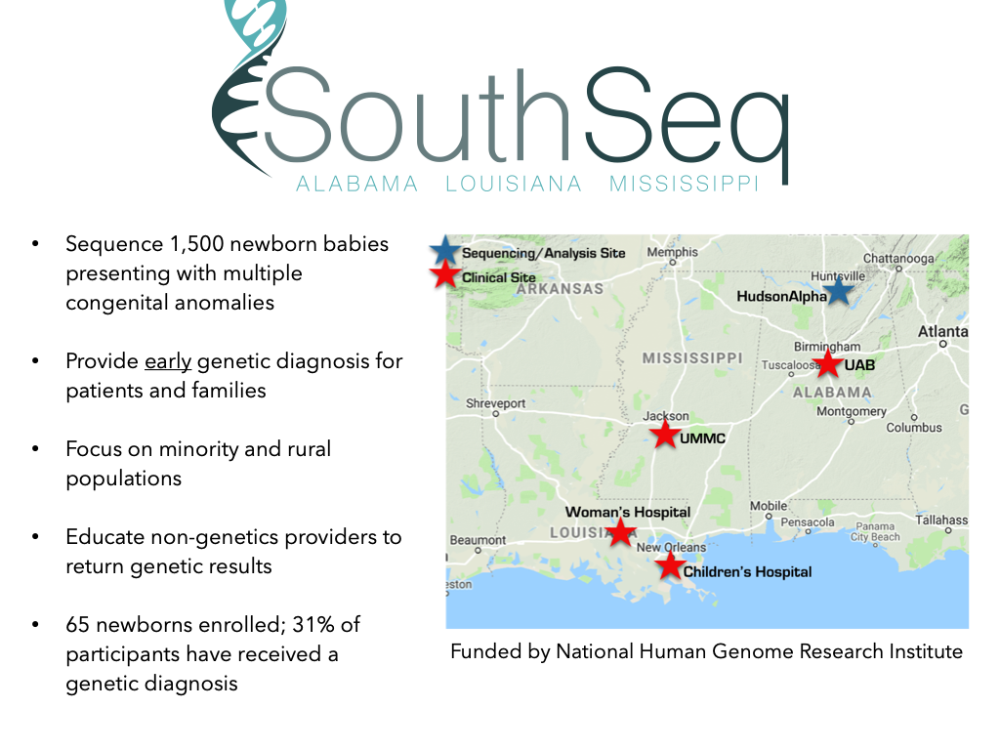 SouthSeq
ALABAMA LOUISIANA MISSISSIPPI
• Sequence 1,500 newborn babies
presenting with multiple
congenital anomalies
• Provide early genetic diagnosis for
patients and families
• Focus on minority and rural
populations
• Educate non-genetics providers to
return genetic results
• 65 newborns enrolled; 31% of
participants have received a
genetic diagnosis
Sequencing/Analysis Site
Clinical Site
ARKANSAS
Memphis
Chattanooga
Huntsville
HudsonAlpha
Atlanta
Birmingham
MISSISSIPPI
Tuscaloosa
UAB
ALABAMA
Shreveport
Jackson
Montgomery
G
Columbus
UMMC
Woman's Hospital
Mobile
Pensacola
Tallahass
Panama
City Beach
LOUISIANA
Beaumont
New Orleans
Children's Hospital
eston
Funded by National Human Genome Research Institute